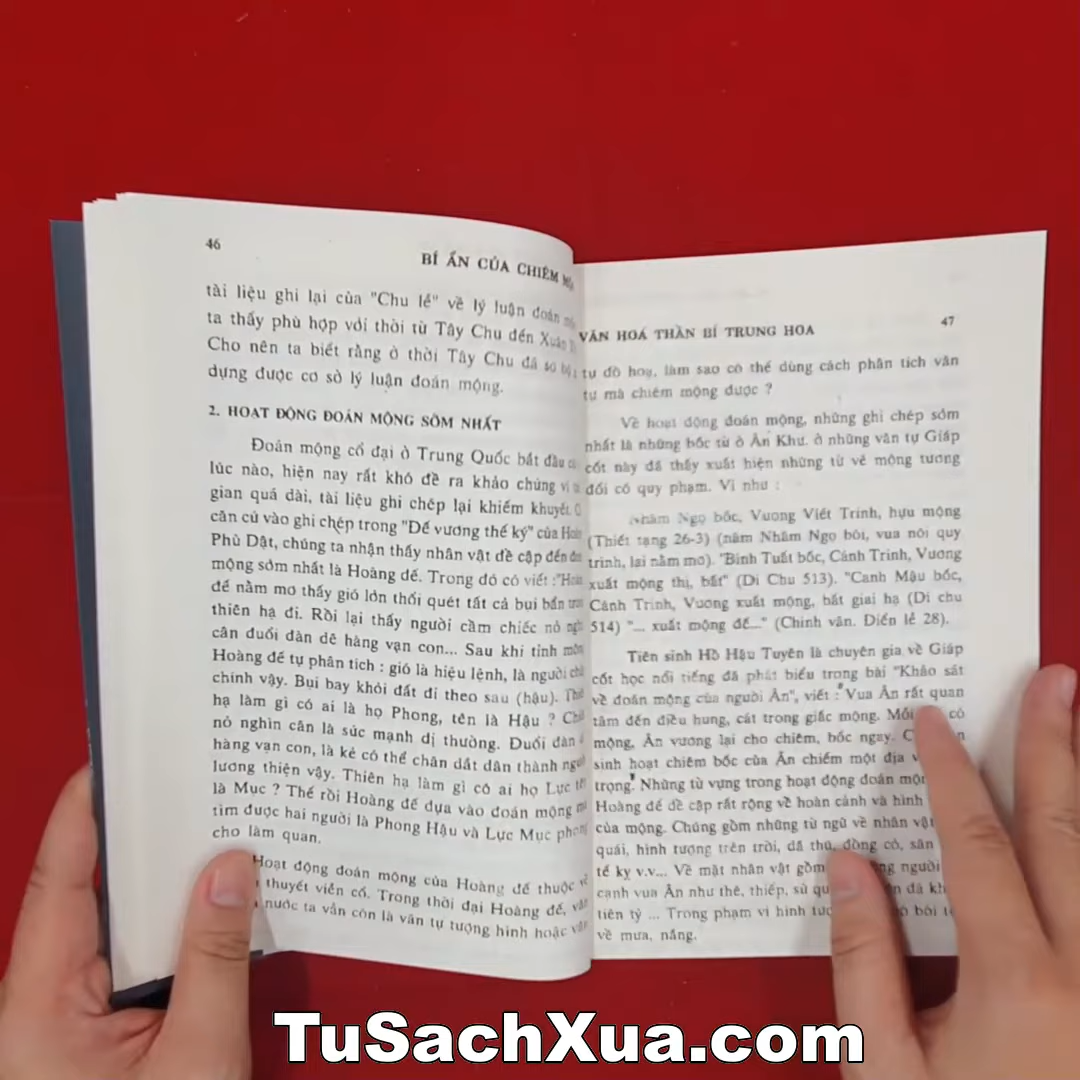 46
BÍ ẨN CỦA CHIÊM
tài liệu ghi lại của "Chu lễ" về lý luận đoán
ta thấy phù hợp với thời từ Tây Chu đến Xuân
Cho nên ta biết rằng ở thời Tây Chu đã sơ
dựng được cơ sở lý luận đoán mộng.
2. HOẠT ĐỘNG ĐOÁN MỘNG SỚM NHẤT
Đoán mộng cổ đại ở Trung Quốc bắt đầu
lúc nào, hiện nay rất khó đề ra khảo chứng vì
gian quá dài, tài liệu ghi chép lại khiếm khuyết.
căn cứ vào ghi chép trong "Đế vương thế kỷ" của
Phù Dật, chúng ta nhận thấy nhân vật đề cập đến
mộng sớm nhất là Hoàng đế. Trong đó có viết :"Hoàng
đế nằm mơ thấy gió lớn thổi quét tất cả bụi bẩn
thiên hạ đi. Rồi lại thấy người cầm chiếc nỏ
cân đuổi đàn dê hàng vạn con... Sau khi tỉnh
Hoàng đế tự phân tích : gió là hiệu lệnh, là người
chính vậy. Bụi bay khỏi đất đi theo sau (hậu).
hạ làm gì có ai là họ Phong, tên là Hậu ?
nỏ nghìn cân là sức mạnh dị thường. Đuổi đàn
hàng vạn con, là kẻ có thể chăn dắt dân thành
lương thiện vậy. Thiên hạ làm gì có ai họ Lực
là Mục ? Thế rồi Hoàng đế dựa vào đoán mộng
tìm được hai người là Phong Hậu và Lực Mục phong
cho làm quan.
Hoạt động đoán mộng của Hoàng đế thuộc về
thuyết viễn cổ. Trong thời đại Hoàng đế,
nước ta vẫn còn là văn tự tượng hình hoặc văn
VĂN HOÁ THẦN BÍ TRUNG HOA
47
tự đồ hoạ, làm sao có thể dùng cách phân tích văn
tự mà chiêm mộng được ?
Về hoạt động đoán mộng, những ghi chép sớm
nhất là những bốc từ ở Ân Khư. ở những văn tự Giáp
cốt này đã thấy xuất hiện những từ về mộng tương
đối có quy phạm. Ví như :
Nhâm Ngọ bốc, Vương Viết Trinh, hựu mộng
(Thiết tạng 26-3) (năm Nhâm Ngọ bói, vua nói quy
trình, lại nằm mơ). "Bính Tuất bốc, Cánh Trinh, Vương
xuất mộng thị, bất" (Di Chu 513). "Canh Mậu bốc,
Cánh Trinh, Vương xuất mộng, bất giai hạ (Di chu
514) "... xuất mộng đế..." (Chinh vân. Điển lễ 28).
Tiên sinh Hồ Hậu Tuyên là chuyên gia về Giáp
cốt học nổi tiếng đã phát biểu trong bài "Khảo sát
về đoán mộng của người Ân", viết : "Vua Ân rất quan
tâm đến điều hung, cát trong giấc mộng. có
mộng, Ân vương lại cho chiêm, bốc ngay.
sinh hoạt chiêm bốc của Ân chiếm một địa
trọng." Những từ vựng trong hoạt động đoán
Hoàng đế đề cập rất rộng về hoàn cảnh và hình
của mộng. Chúng gồm những từ ngữ về nhân vật
quái, hình tượng trên trời, dã thú, đồng cỏ, săn
tế kỵ v.v... Về mặt nhân vật gồm người
cạnh vua Ân như thê, thiếp, sử đã
tiên tỷ ... Trong phạm vi hình bói
về mưa, nắng.
TuSachXua.com